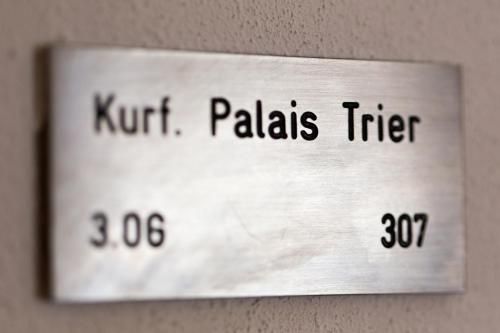 Kurf. Palais Trier
3.06 307